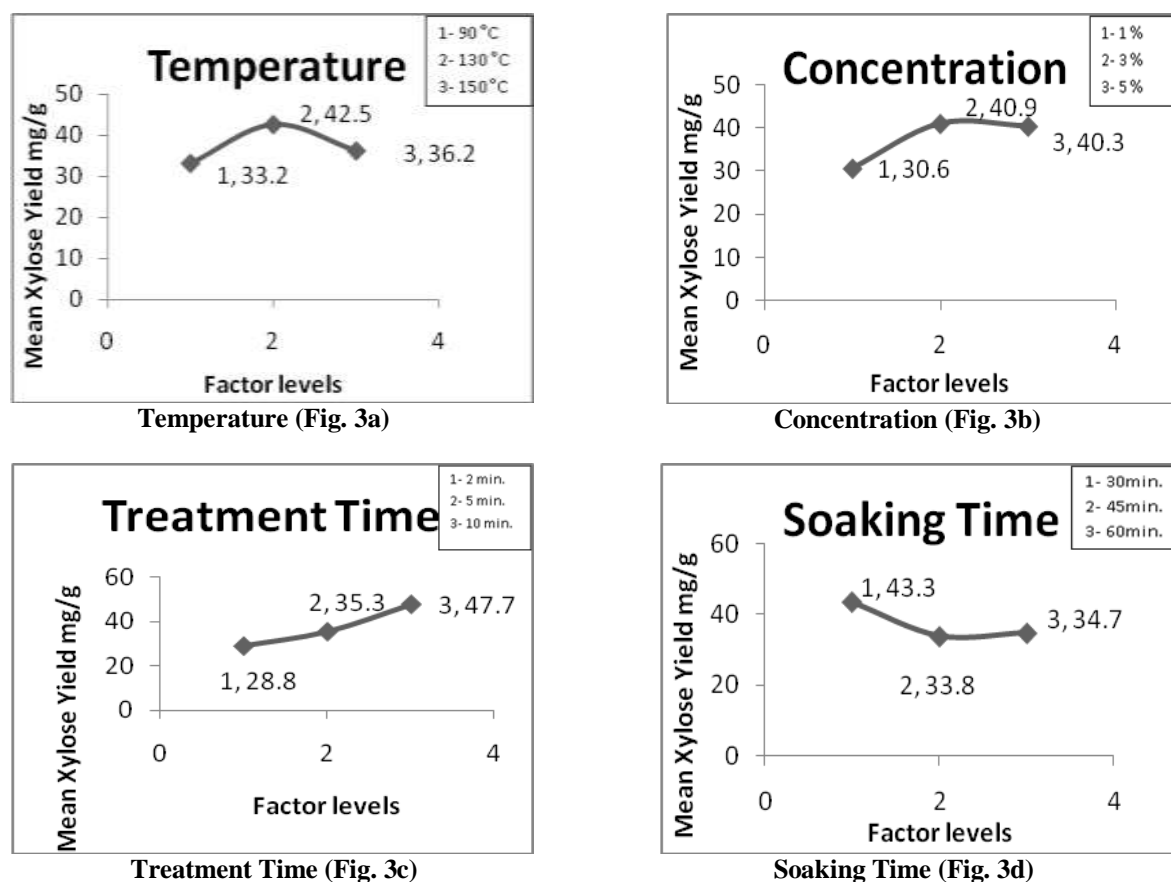 1- 90°C
2- 130°C
3- 150°C
Temperature
50
40
30
20
10
0
2, 42.5
3, 36.2
1, 33.2
0
2
4
Mean Xylose Yield mg/g
Factor levels
Temperature (Fig. 3a)
1- 1%
2- 3%
3- 5%
Concentration
50
40
30
20
10
0
2, 40.9
3, 40.3
1, 30.6
0
2
4
Mean Xylose Yield mg/g
Factor levels
Concentration (Fig. 3b)
1- 2 min.
2- 5 min.
3- 10 min.
Treatment Time
60
40
20
0
2, 35.3
3, 47.7
1, 28.8
0
2
4
Mean Xylose Yield mg/g
Factor levels
Treatment Time (Fig. 3c)
1- 30min.
2- 45min.
3- 60min.
Soaking Time
60
40
20
0
1, 43.3
3, 34.7
2, 33.8
0
2
4
Mean Xylose Yield mg/g
Factor levels
Soaking Time (Fig. 3d)